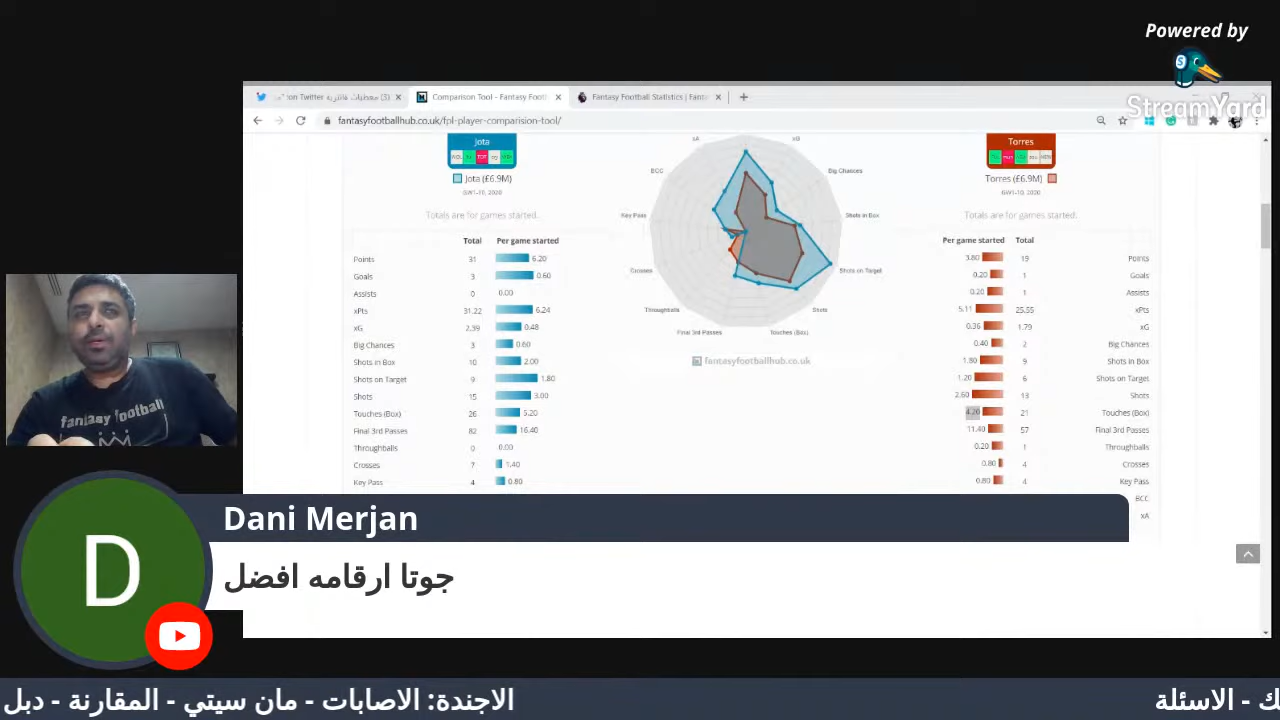 Powered by
StreamYard
Comparison Tool - Fantasy Footb
Fantasy Football Statistics | Fanta
fantasyfootballhub.co.uk/fpl-player-comparision-tool/
Jota
Jota (£6.9M)
GW1-10, 2020
Totals are for games started.
Total Per game started
Points 31 6.20
Goals 3 0.60
Assists 0 0.00
xPts 31.22 6.24
xG 2.39 0.48
Big Chances 3 0.60
Shots in Box 10 2.00
Shots on Target 9 1.80
Shots 15 3.00
Touches (Box) 26 5.20
Final 3rd Passes 82 16.40
Throughballs 0 0.00
Crosses 7 1.40
Key Pass 4 0.80
xA
xG
BCC
Big Chances
Key Pass
Shots in Box
Crosses
Shots on Target
Throughballs
Shots
Final 3rd Passes
Touches (Box)
fantasyfootballhub.co.uk
Torres
Torres (£6.9M)
GW1-10, 2020
Totals are for games started.
Per game started Total
3.80 19 Points
0.20 1 Goals
0.20 1 Assists
5.11 25.55 xPts
0.36 1.79 xG
0.40 2 Big Chances
1.80 9 Shots in Box
1.20 6 Shots on Target
2.60 13 Shots
4.20 21 Touches (Box)
11.40 57 Final 3rd Passes
0.20 1 Throughballs
0.80 4 Crosses
0.80 4 Key Pass
BCC
xA
fantasy football
D
Dani Merjan
جوتا ارقامه افضل
الاجندة: الاصابات - مان سيتي - المقارنة - دبل
ك - الاسئلة